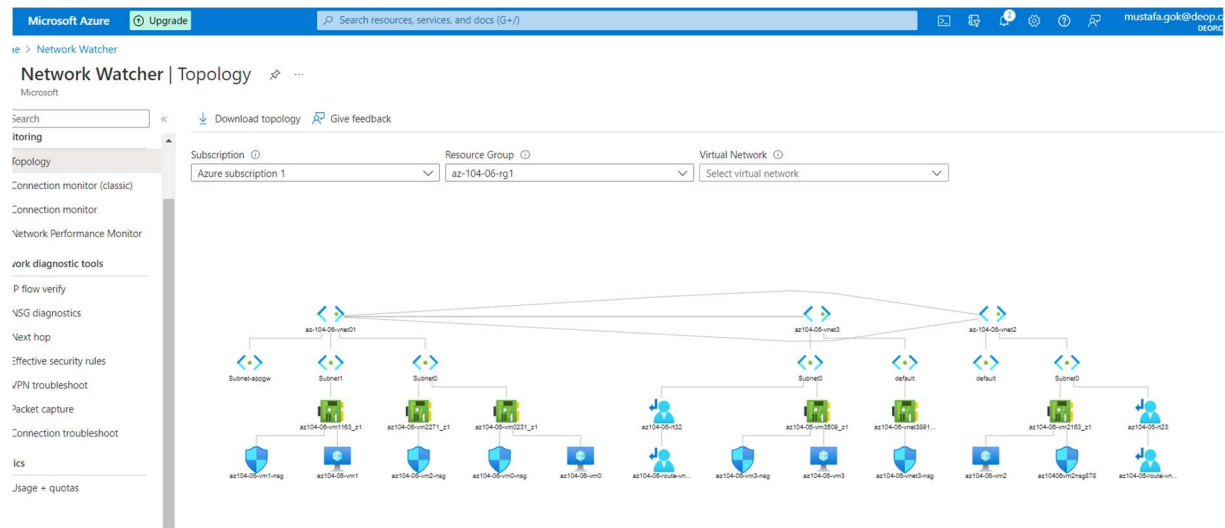 Microsoft Azure
Upgrade
Search resources, services, and docs (G+/)
2
mustafa.gok@deop.c
DEOP.C
> Network Watcher
Network Watcher | Topology
...
Microsoft
Search
«
Download topology
Give feedback
itoring
Topology
Connection monitor (classic)
Connection monitor
Network Performance Monitor
work diagnostic tools
IP flow verify
NSG diagnostics
Next hop
Effective security rules
VPN troubleshoot
Packet capture
Connection troubleshoot
ics
Usage + quotas
Subscription
Azure subscription 1
Resource Group
az-104-06-rg1
Virtual Network
Select virtual network
az-104-06-vnet01
az104-06-vnet3
az-104-06-vnet2
Subnet-appgw
Subnet1
Subnet0
Subnet0
default
default
Subnet0
az104-06-vm1163_z1
az104-06-vm2271_z1
az104-06-vm0231_z1
az104-06-rt32
az104-06-vm3509_z1
az104-06-vnet3891...
az104-06-vm2163_z1
az104-06-rt23
az104-06-vm1-nsg
az104-06-vm1
az104-06-vm2-nsg
az104-06-vm0-nsg
az104-06-vm0
az104-06-route-vn...
az104-06-vm3-nsg
az104-06-vm3
az104-06-vnet3-nsg
az104-06-vm2
az10406vm2nsg878
az104-06-route-vn...